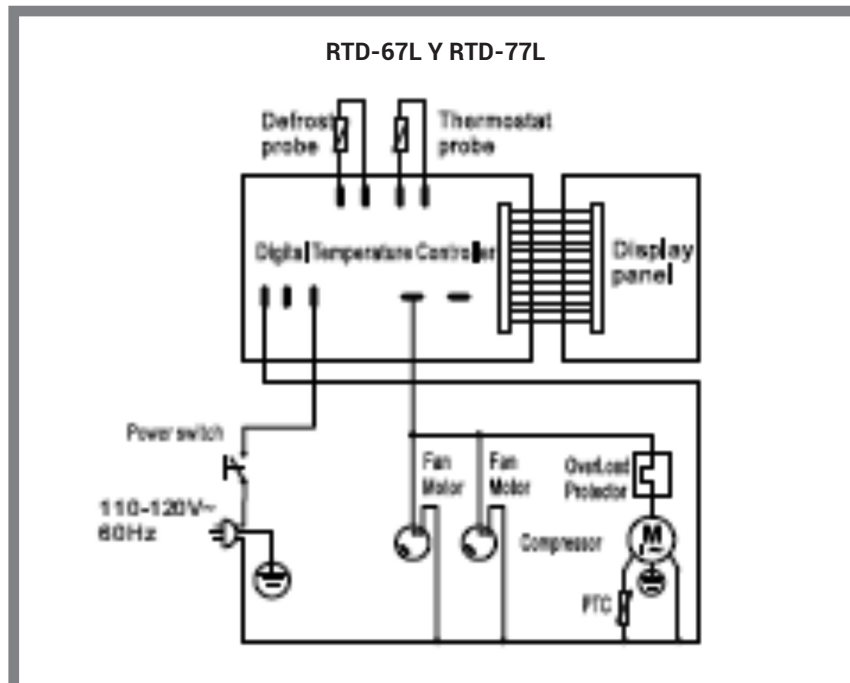 RTD-67L Y RTD-77L
Defrost
probe
Thermostat
probe
Digital Temperature Controller
Display
panel
Power switch
110-120V~
60Hz
Fan
Motor
Fan
Motor
OverLoad
Protector
Compressor
M
1~
PTC